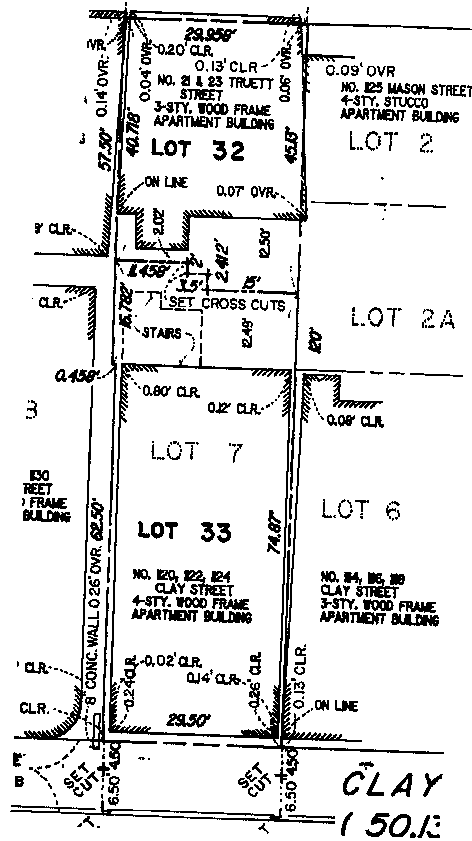 29.958'
OVR.
0.20' CLR.
0.13' CLR.
0.14' OVR.
0.04' OVR.
0.06' OVR.
0.09' OVR
NO. 21 & 23 TRUETT
STREET
3-STY. WOOD FRAME
APARTMENT BUILDING
NO. 1125 MASON STREET
4-STY. STUCCO
APARTMENT BUILDING
57.50'
40.718'
45.13'
LOT 32
LOT 2
ON LINE
0.07' OVR.
CLR.
2.02'
12.50'
2.412'
2'
11.458'
3.5'
15'
CLR.
SET CROSS CUTS
16.782'
STAIRS
12.48'
120'
LOT 2A
0.458'
0.80' CLR.
0.12' CLR.
0.08' CLR.
LOT 7
LOT 6
1130
REET
FRAME
BUILDING
62.50'
LOT 33
74.87'
NO. 1120, 1122, 1124
CLAY STREET
4-STY. WOOD FRAME
APARTMENT BUILDING
NO. 114, 116, 118
CLAY STREET
3-STY. WOOD FRAME
APARTMENT BUILDING
8" CONC. WALL 0.26' OVR.
CLR.
0.02' CLR.
0.24' CLR.
0.14' CLR.
0.26' CLR.
0.13' CLR.
CLR.
29.50'
ON LINE
E'
B
SET
CUT
6.50' 4.50'
SET
CUT
6.50' 4.50'
CLAY
( 50.13